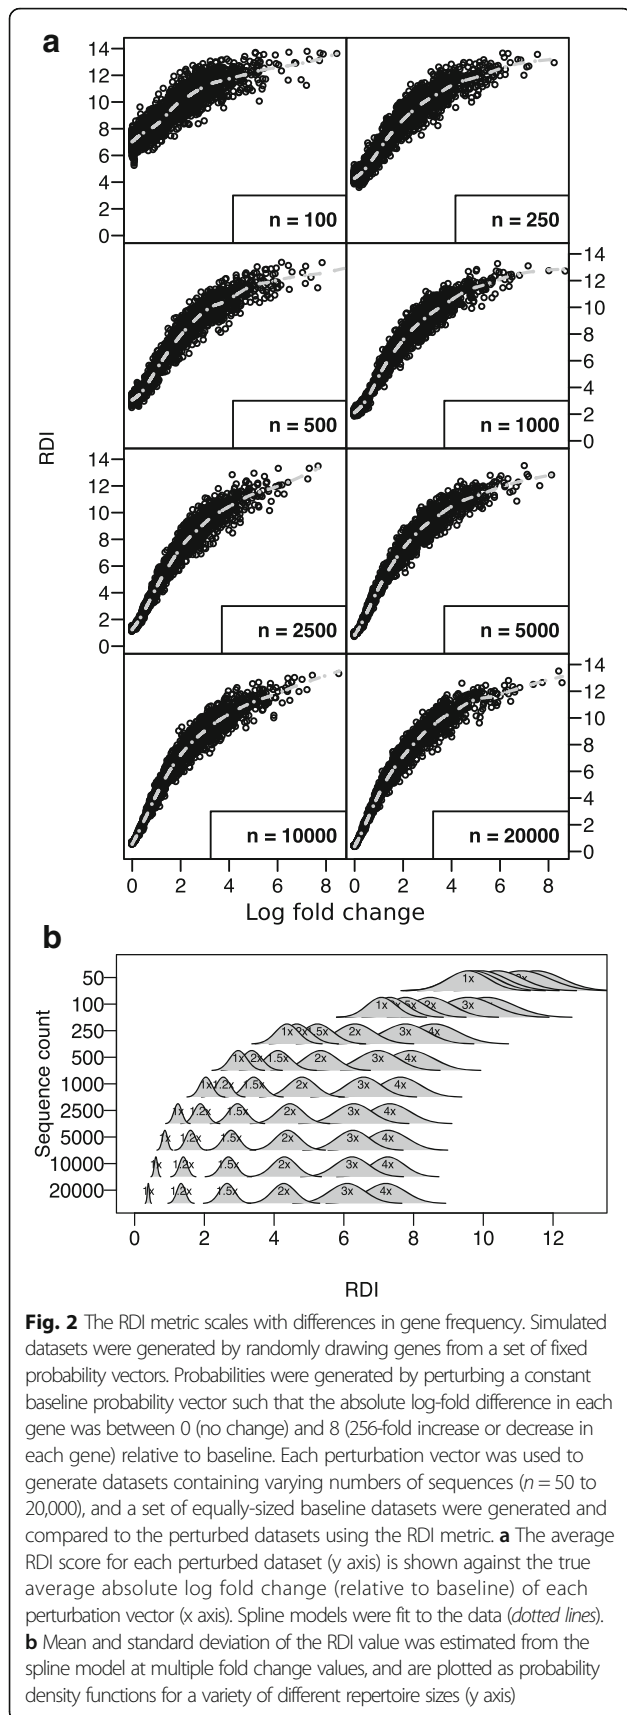 a
14
12
10
8
6
4
2
0
n = 100
n = 250
14
12
10
8
6
4
2
0
n = 500
n = 1000
RDI
14
12
10
8
6
4
2
0
n = 2500
n = 5000
14
12
10
8
6
4
2
0
n = 10000
n = 20000
0 2 4 6 8 0 2 4 6 8
Log fold change
b
Sequence count
50 1x
100 1x 2x 3x
250 1x 1.5x 2x 3x 4x
500 1x 1.2x 1.5x 2x 3x 4x
1000 1x 1.2x 1.5x 2x 3x 4x
2500 1x 1.2x 1.5x 2x 3x 4x
5000 1x 1.2x 1.5x 2x 3x 4x
10000 1x 1.2x 1.5x 2x 3x 4x
20000 1x 1.2x 1.5x 2x 3x 4x
0 2 4 6 8 10 12
RDI
Fig. 2 The RDI metric scales with differences in gene frequency. Simulated
datasets were generated by randomly drawing genes from a set of fixed
probability vectors. Probabilities were generated by perturbing a constant
baseline probability vector such that the absolute log-fold difference in each
gene was between 0 (no change) and 8 (256-fold increase or decrease in
each gene) relative to baseline. Each perturbation vector was used to
generate datasets containing varying numbers of sequences (n = 50 to
20,000), and a set of equally-sized baseline datasets were generated and
compared to the perturbed datasets using the RDI metric. a The average
RDI score for each perturbed dataset (y axis) is shown against the true
average absolute log fold change (relative to baseline) of each
perturbation vector (x axis). Spline models were fit to the data (dotted lines).
b Mean and standard deviation of the RDI value was estimated from the
spline model at multiple fold change values, and are plotted as probability
density functions for a variety of different repertoire sizes (y axis)